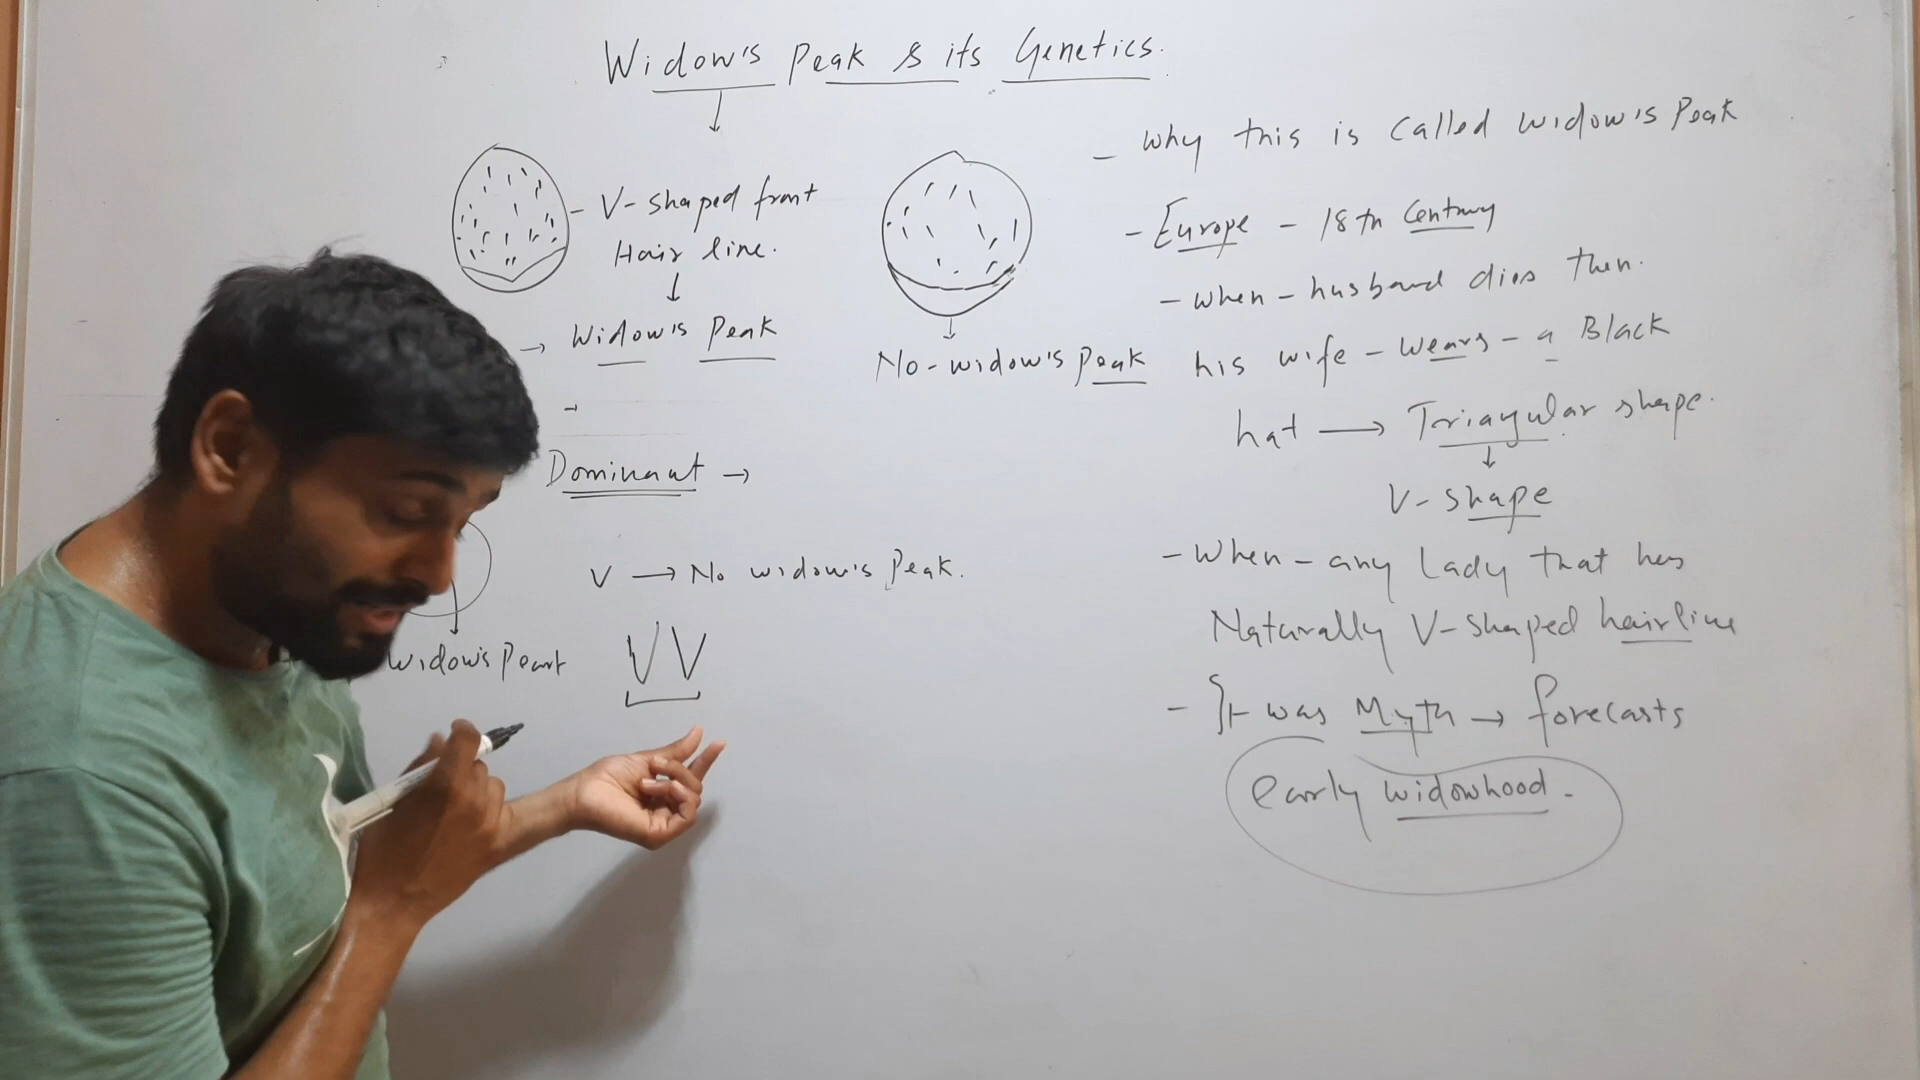 Widow's Peak & its Genetics.
V-shaped front
Hair line.
→ Widow's Peak
No-widow's Peak
Dominant →
V → No widow's Peak.
Widow's Peart
VV
- Why this is called widow's Peak
- Europe - 18th Century
- when - husband dies then.
his wife - wears - a Black
hat → Triangular shape.
V-shape
- When - any Lady that has
Naturally V-shaped hairline
- It was Myth → forecasts
early widowhood.